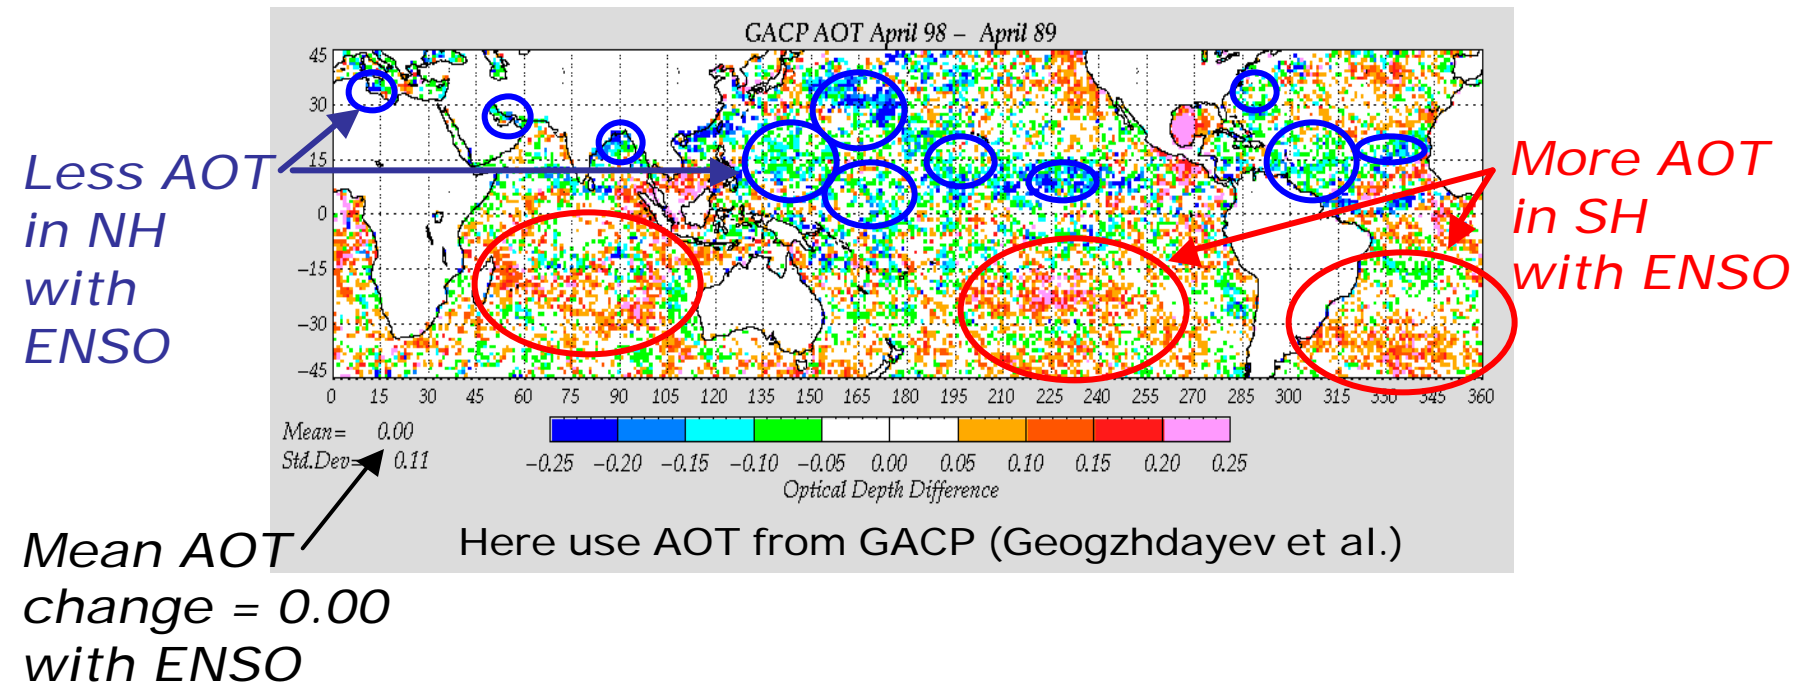 GACP AOT April 98 – April 89
45
30
15
0
−15
−30
−45
0 15 30 45 60 75 90 105 120 135 150 165 180 195 210 225 240 255 270 285 300 315 330 345 360
Less AOT
in NH
with
ENSO
More AOT
in SH
with ENSO
Mean= 0.00
Std.Dev= 0.11
−0.25 −0.20 −0.15 −0.10 −0.05 0.00 0.05 0.10 0.15 0.20 0.25
Optical Depth Difference
Here use AOT from GACP (Geogzhdayev et al.)
Mean AOT
change = 0.00
with ENSO